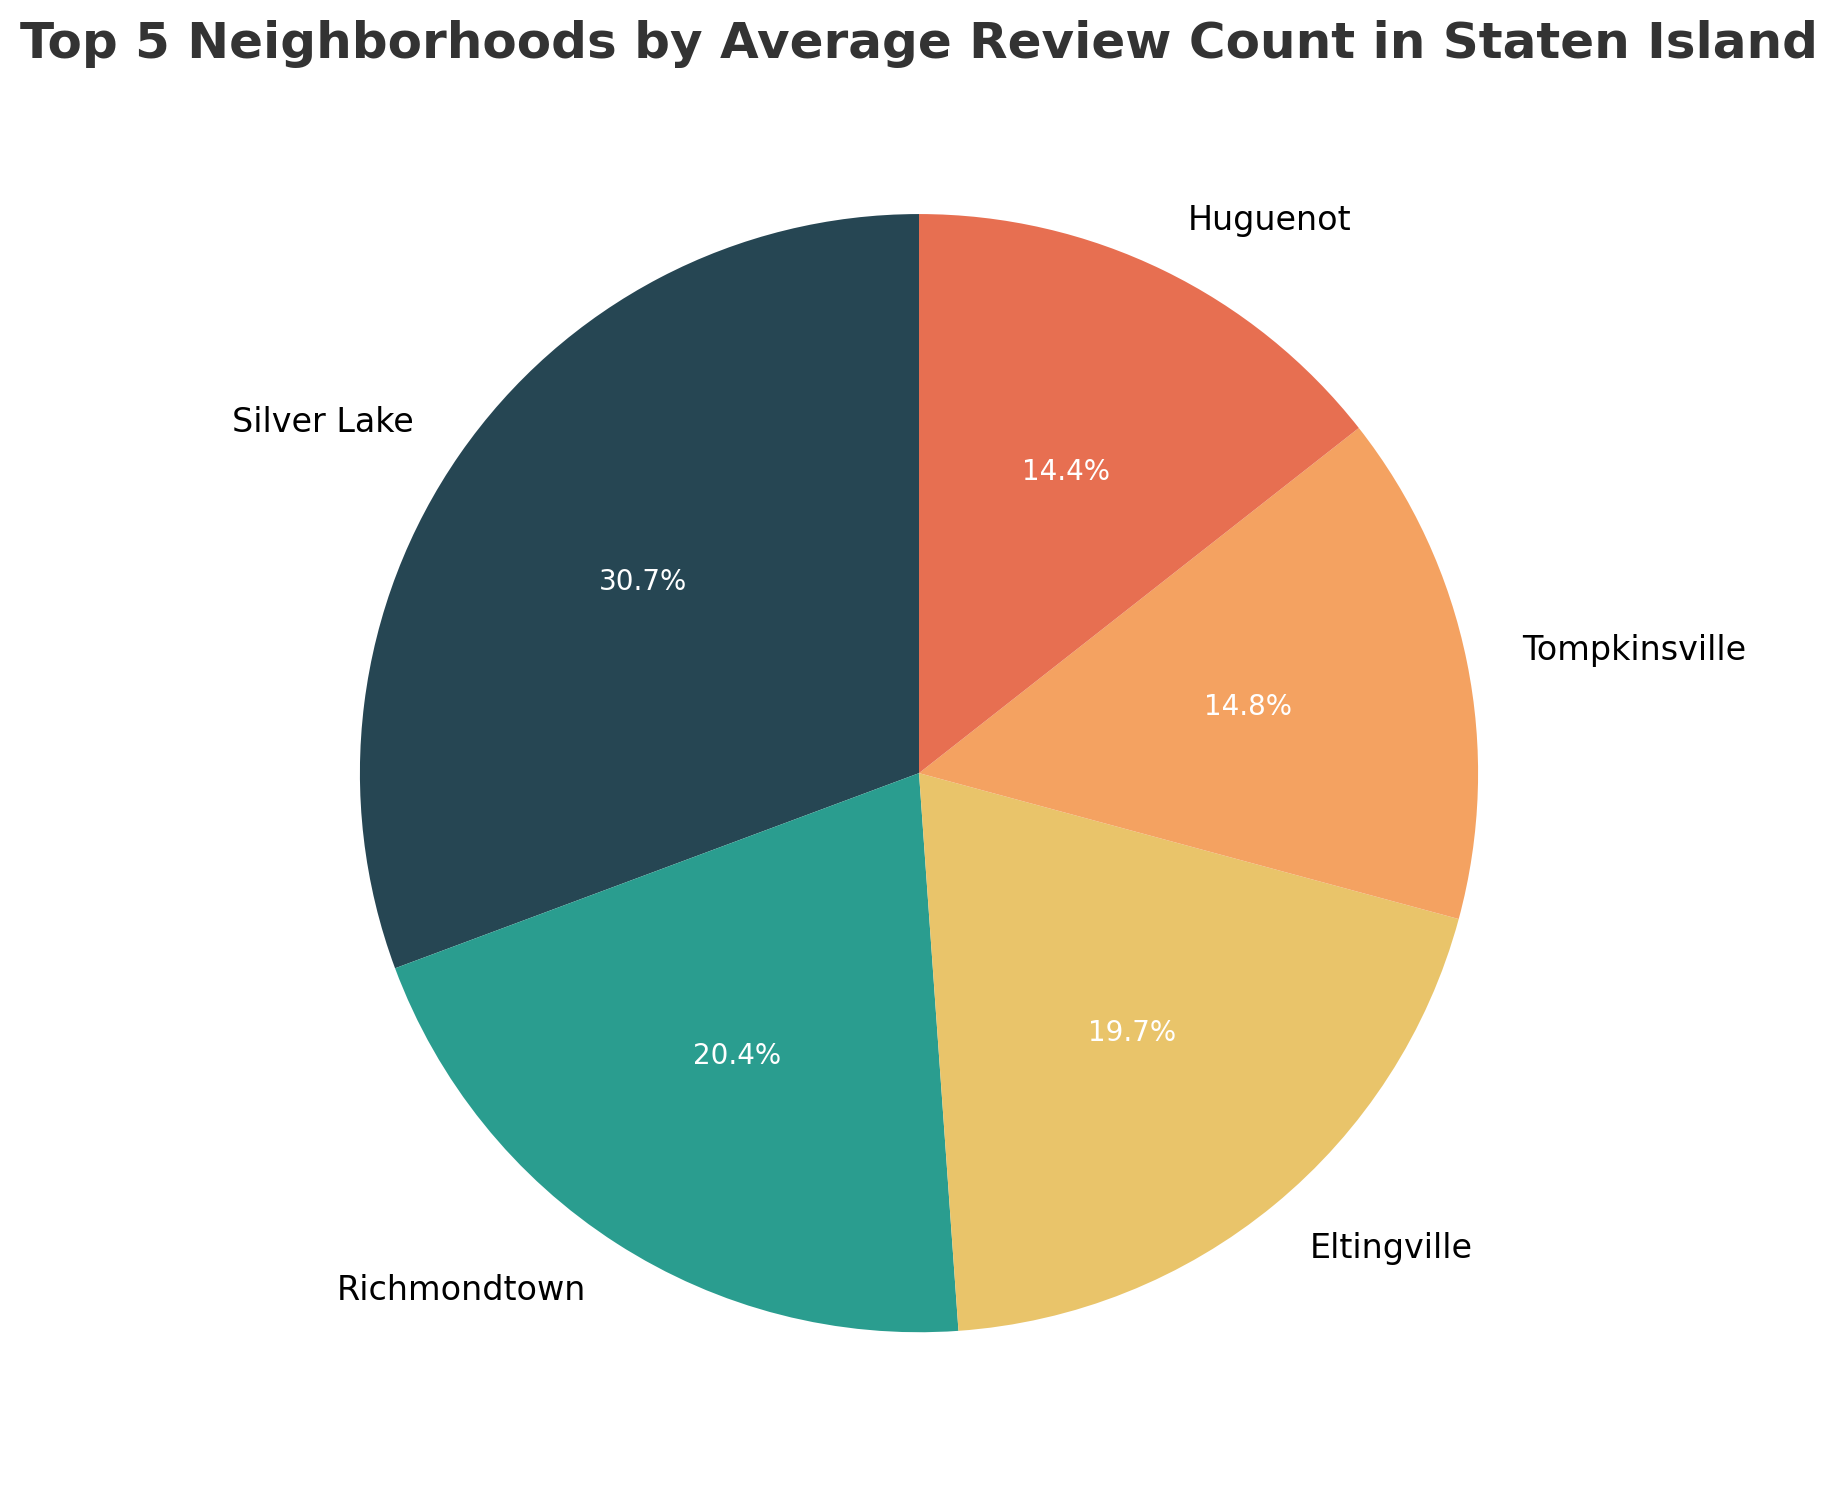 Top 5 Neighborhoods by Average Review Count in Staten Island
Huguenot
14.4%
Silver Lake
30.7%
Tompkinsville
14.8%
Eltingville
19.7%
Richmondtown
20.4%